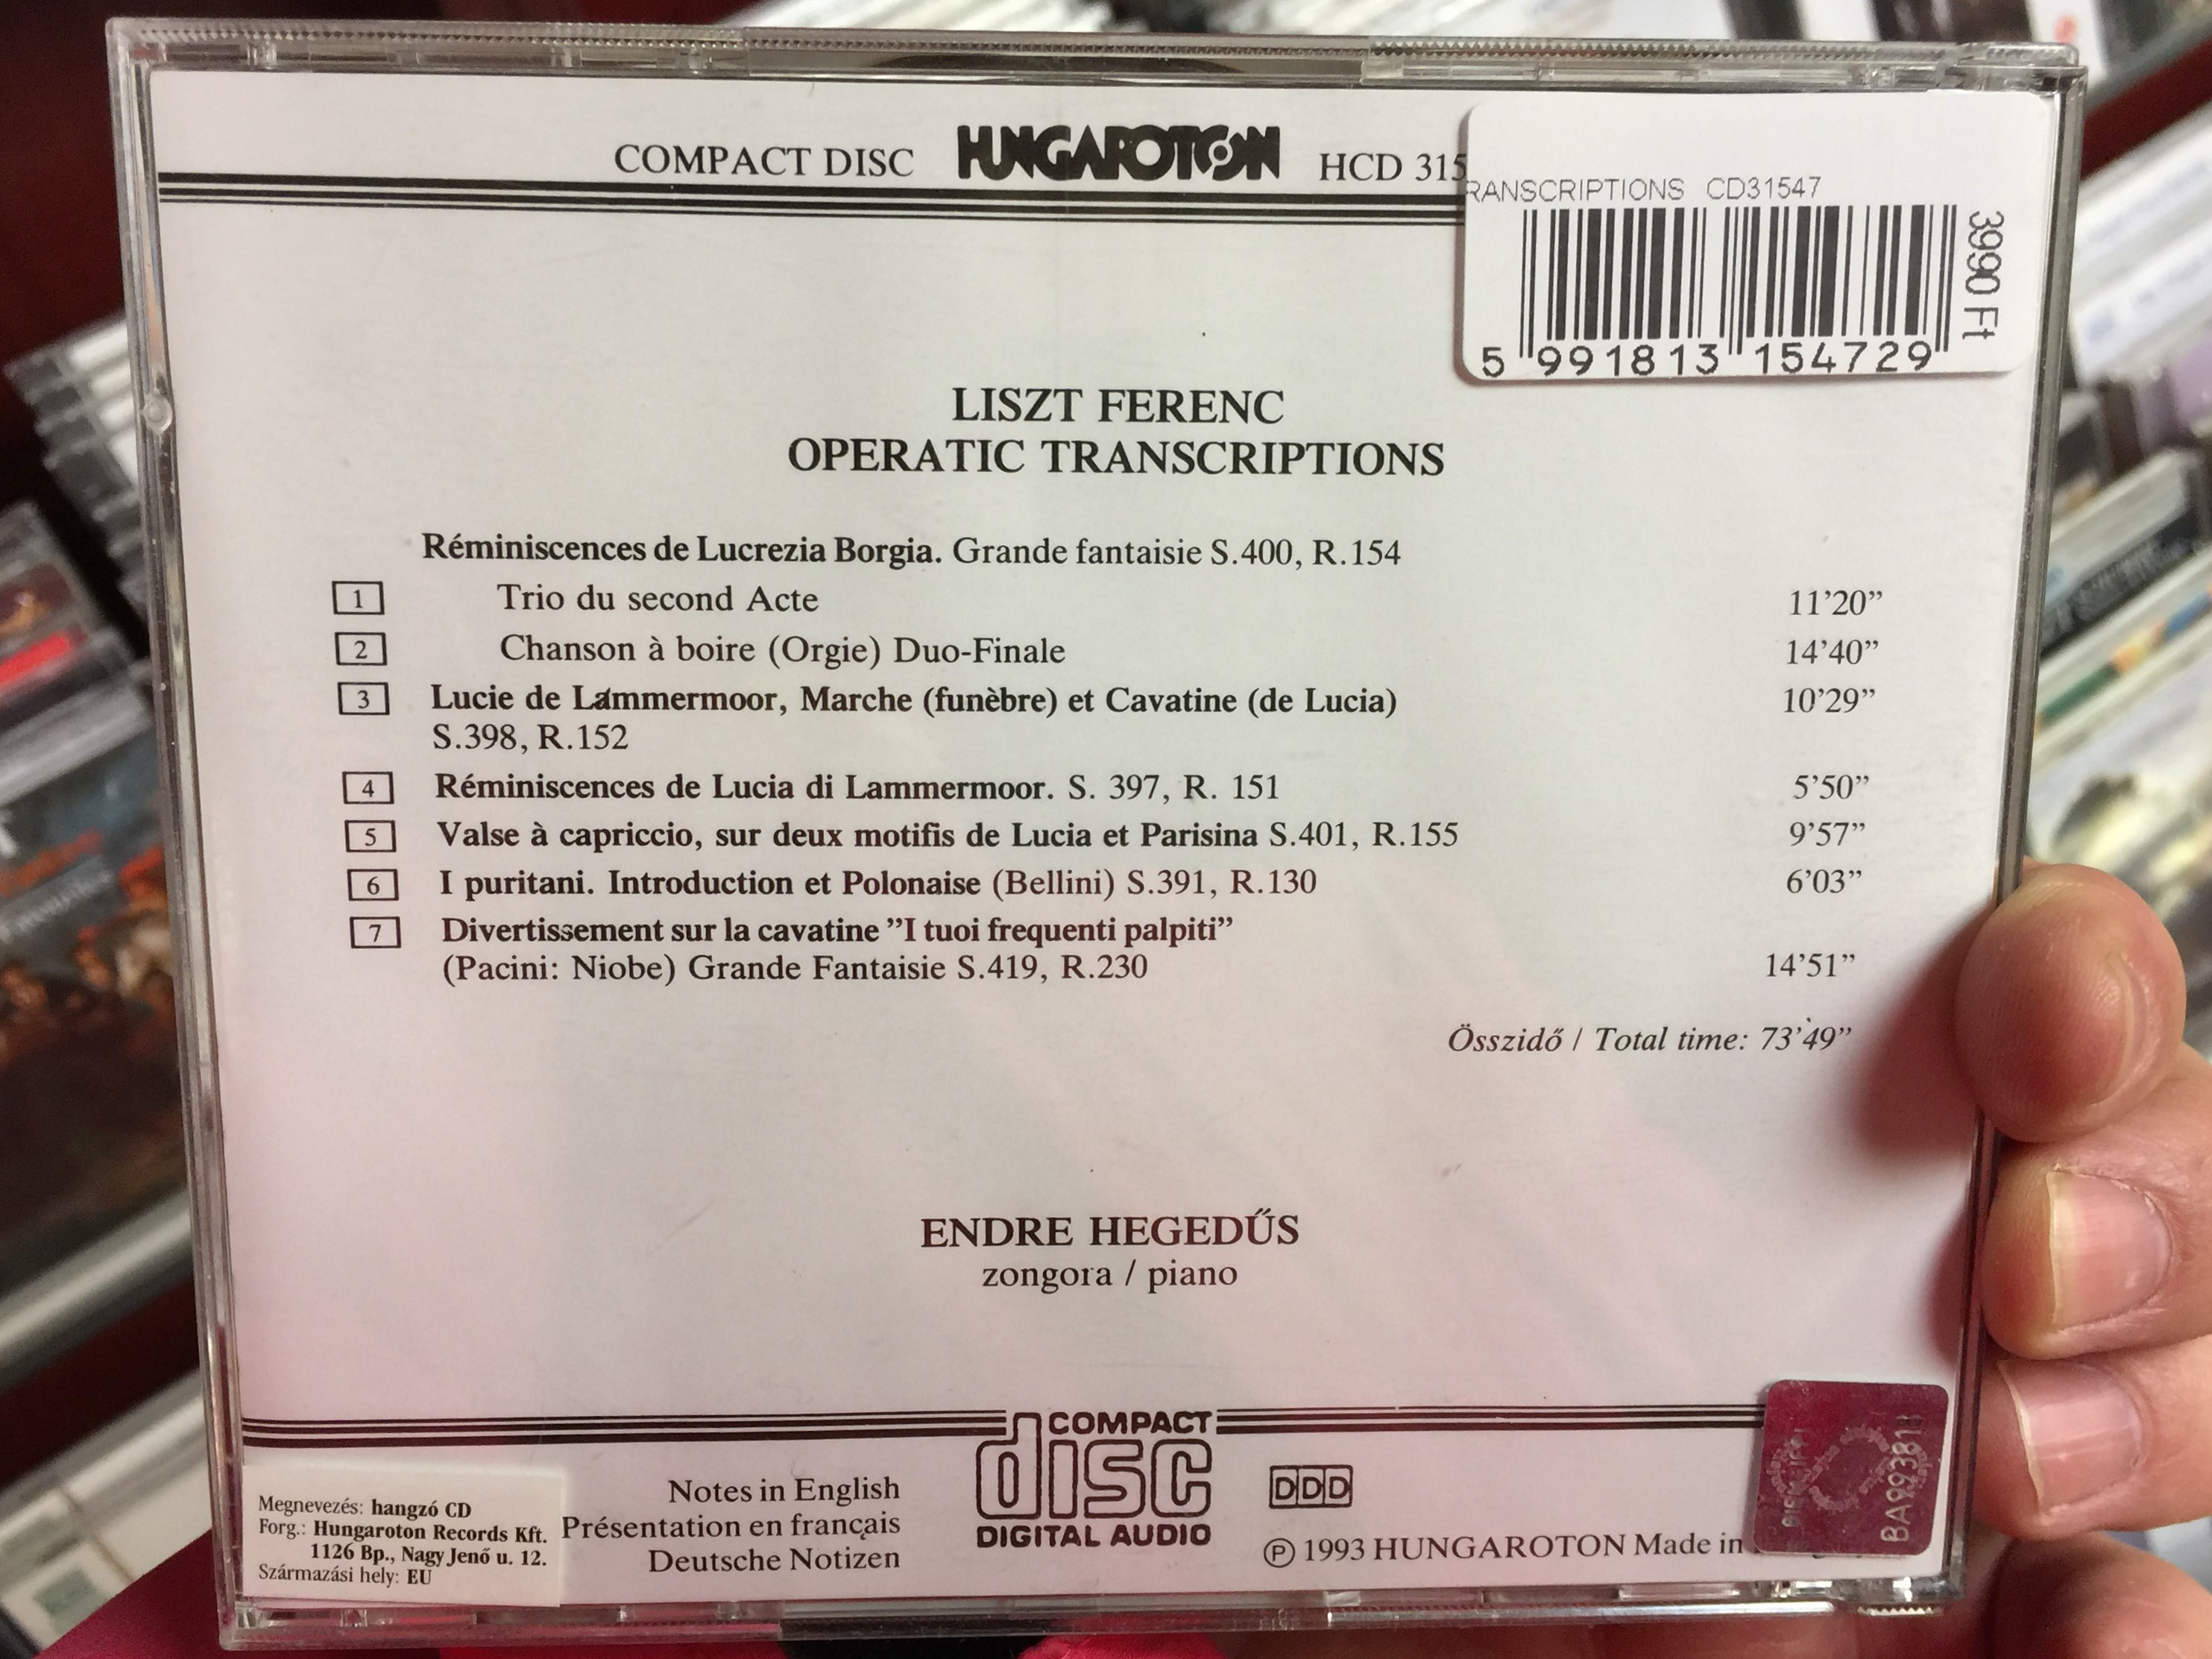 COMPACT DISC HUNGAROTON HCD 315
RANSCRIPTIONS CD31547
3990 Ft
5 991813 154729
LISZT FERENC
OPERATIC TRANSCRIPTIONS
Réminiscences de Lucrezia Borgia. Grande fantaisie S.400, R.154
1 Trio du second Acte 11’20”
2 Chanson à boire (Orgie) Duo-Finale 14’40”
3 Lucie de Lammermoor, Marche (funèbre) et Cavatine (de Lucia) 10’29”
S.398, R.152
4 Réminiscences de Lucia di Lammermoor. S. 397, R. 151 5’50”
5 Valse à capriccio, sur deux motifis de Lucia et Parisina S.401, R.155 9’57”
6 I puritani. Introduction et Polonaise (Bellini) S.391, R.130 6’03”
7 Divertissement sur la cavatine ”I tuoi frequenti palpiti”
(Pacini: Niobe) Grande Fantaisie S.419, R.230 14’51”
Összidő / Total time: 73’49”
ENDRE HEGEDŰS
zongora / piano
Megnevezés: hangzó CD
Forg.: Hungaroton Records Kft.
1126 Bp., Nagy Jenő u. 12.
Származási hely: EU
Notes in English
Présentation en français
Deutsche Notizen
COMPACT
disc
DIGITAL AUDIO
DDD
Ⓟ 1993 HUNGAROTON Made in
BA993813